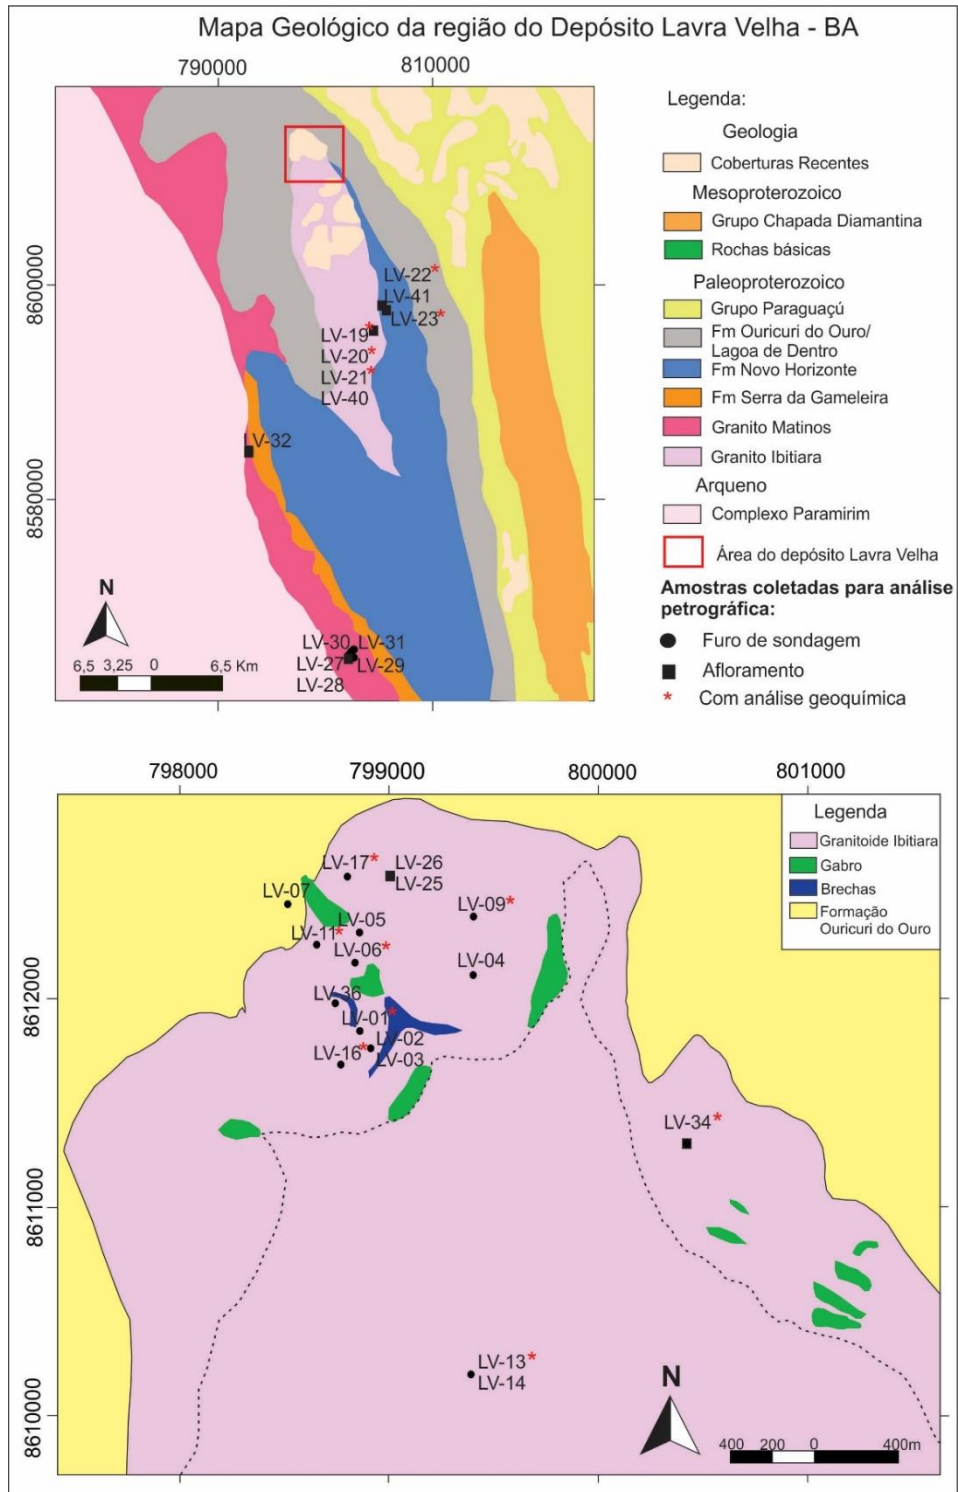 Mapa Geológico da região do Depósito Lavra Velha - BA
790000 810000
8600000
8580000
LV-22*
LV-41
LV-23*
LV-19*
LV-20*
LV-21*
LV-40
LV-32
LV-30 LV-31
LV-27 LV-29
LV-28
N
6,5 3,25 0 6,5 Km
Legenda:
Geologia
Coberturas Recentes
Mesoproterozoico
Grupo Chapada Diamantina
Rochas básicas
Paleoproterozoico
Grupo Paraguaçú
Fm Ouricuri do Ouro/
Lagoa de Dentro
Fm Novo Horizonte
Fm Serra da Gameleira
Granito Matinos
Granito Ibitiara
Arqueno
Complexo Paramirim
Área do depósito Lavra Velha
Amostras coletadas para análise
petrográfica:
Furo de sondagem
Afloramento
* Com análise geoquímica
798000 799000 800000 801000
8612000
8611000
8610000
Legenda
Granitoide Ibitiara
Gabro
Brechas
Formação
Ouricuri do Ouro
LV-17* LV-26
LV-25
LV-07
LV-09*
LV-05
LV-11*
LV-06*
LV-04
LV-36
LV-01*
LV-02
LV-16* LV-03
LV-34*
LV-13*
LV-14
N
400 200 0 400m